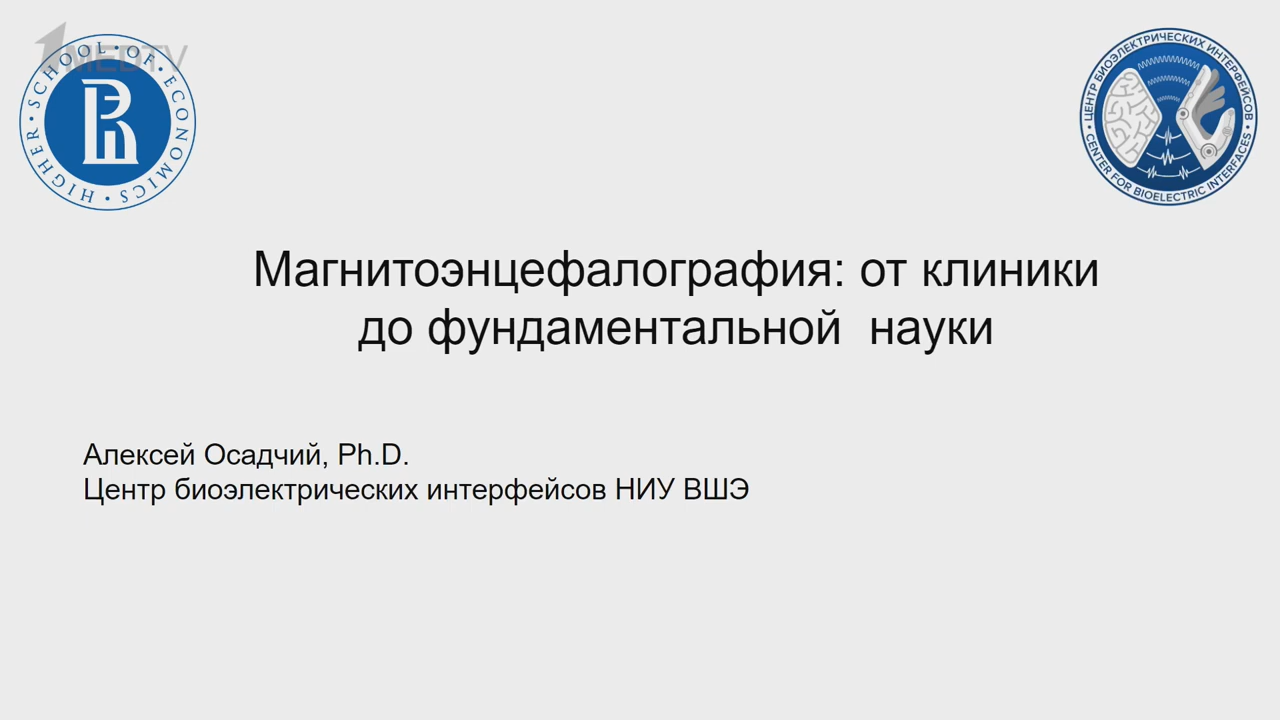 1MEDTV
HIGHER · SCHOOL · OF · ECONOMICS ·
ЦЕНТР БИОЭЛЕКТРИЧЕСКИХ ИНТЕРФЕЙСОВ
CENTER FOR BIOELECTRIC INTERFACES
Магнитоэнцефалография: от клиники
до фундаментальной науки
Алексей Осадчий, Ph.D.
Центр биоэлектрических интерфейсов НИУ ВШЭ